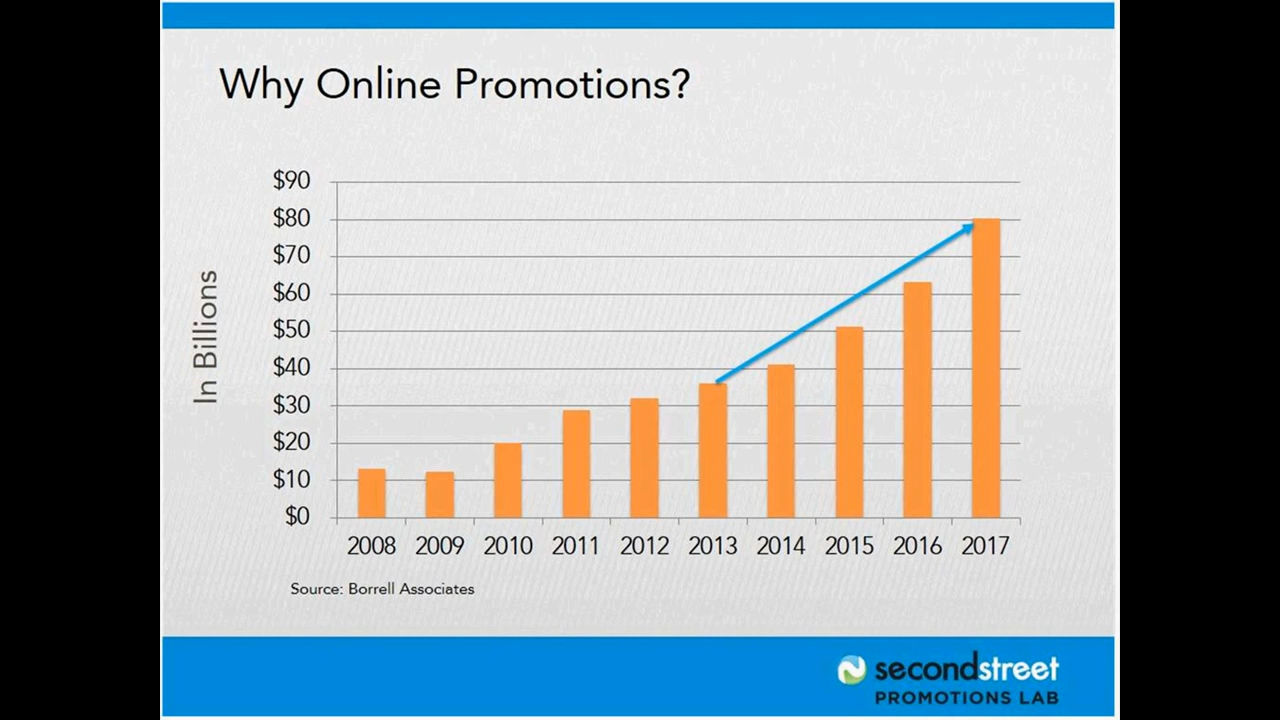 Why Online Promotions?
In Billions
$90
$80
$70
$60
$50
$40
$30
$20
$10
$0
2008 2009 2010 2011 2012 2013 2014 2015 2016 2017
Source: Borrell Associates
secondstreet
PROMOTIONS LAB